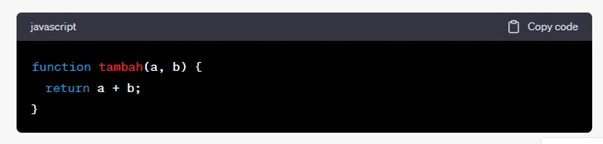 javascript Copy code
function tambah(a, b) {
  return a + b;
}